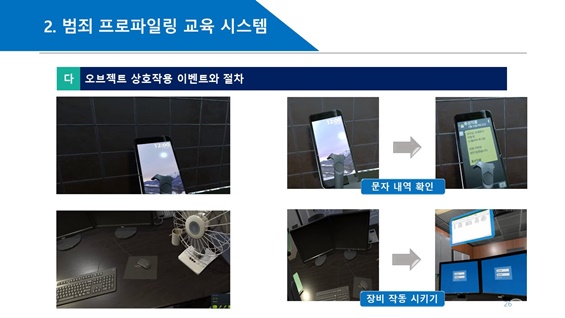 2. 범죄 프로파일링 교육 시스템
다 오브젝트 상호작용 이벤트와 절차
문자 내역 확인
장비 작동 시키기
26